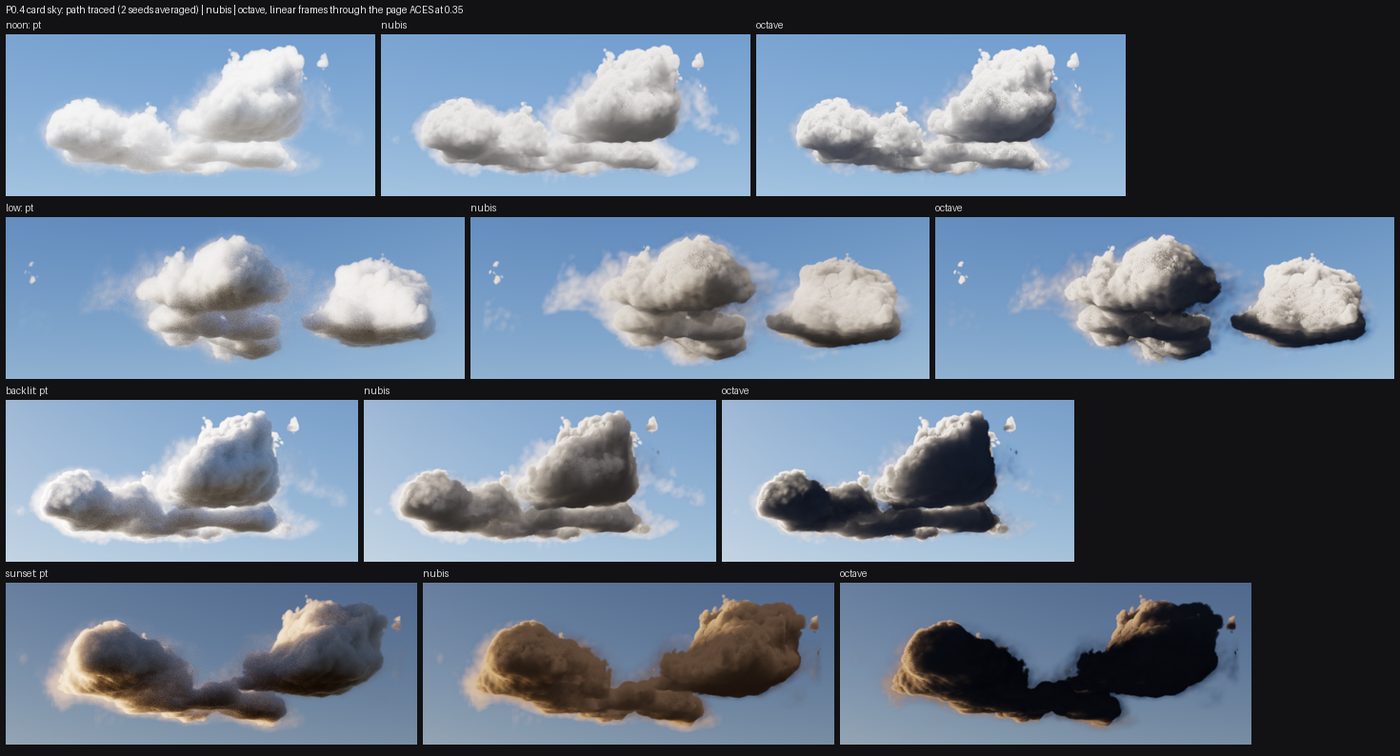 P0.4 card sky: path traced (2 seeds averaged) | nubis | octave, linear frames through the page ACES at 0.35
noon: pt nubis octave
low: pt nubis octave
backlit: pt nubis octave
sunset: pt nubis octave